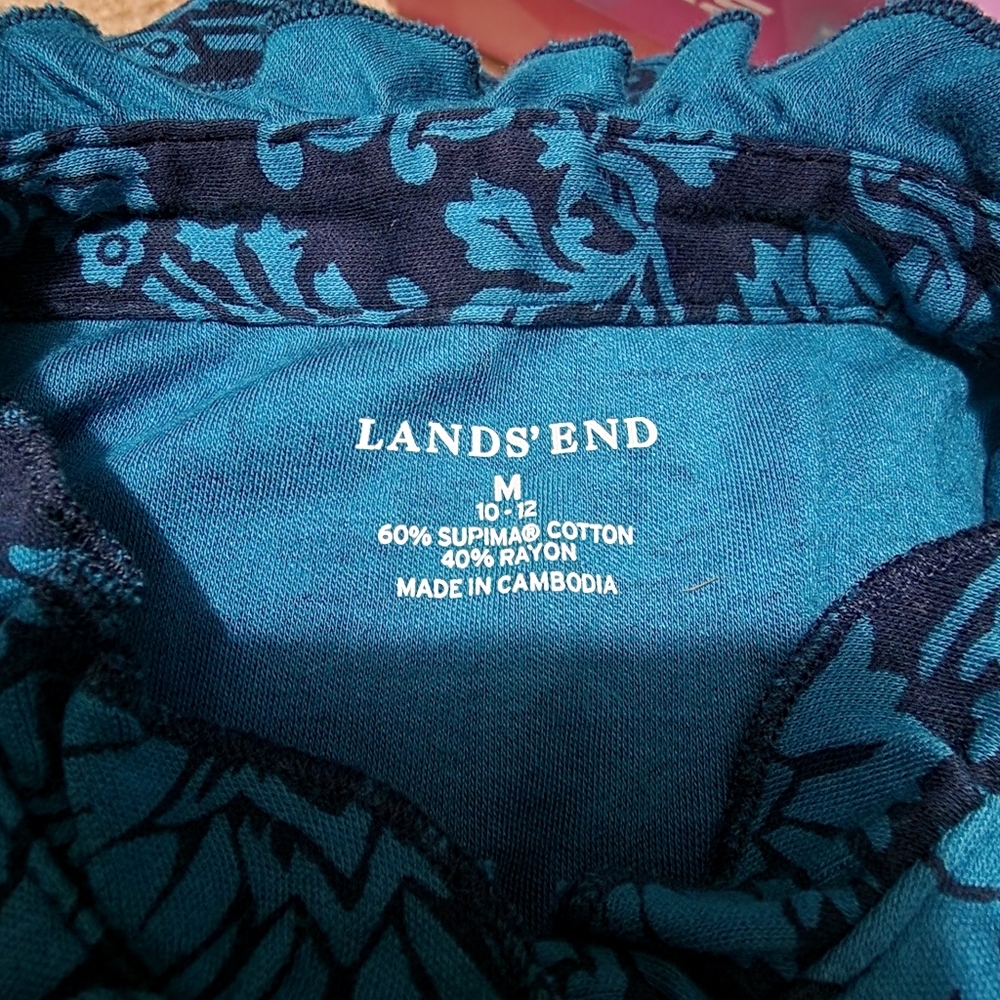 LANDS' END
M
10 - 12
60% SUPIMA® COTTON
40% RAYON
MADE IN CAMBODIA